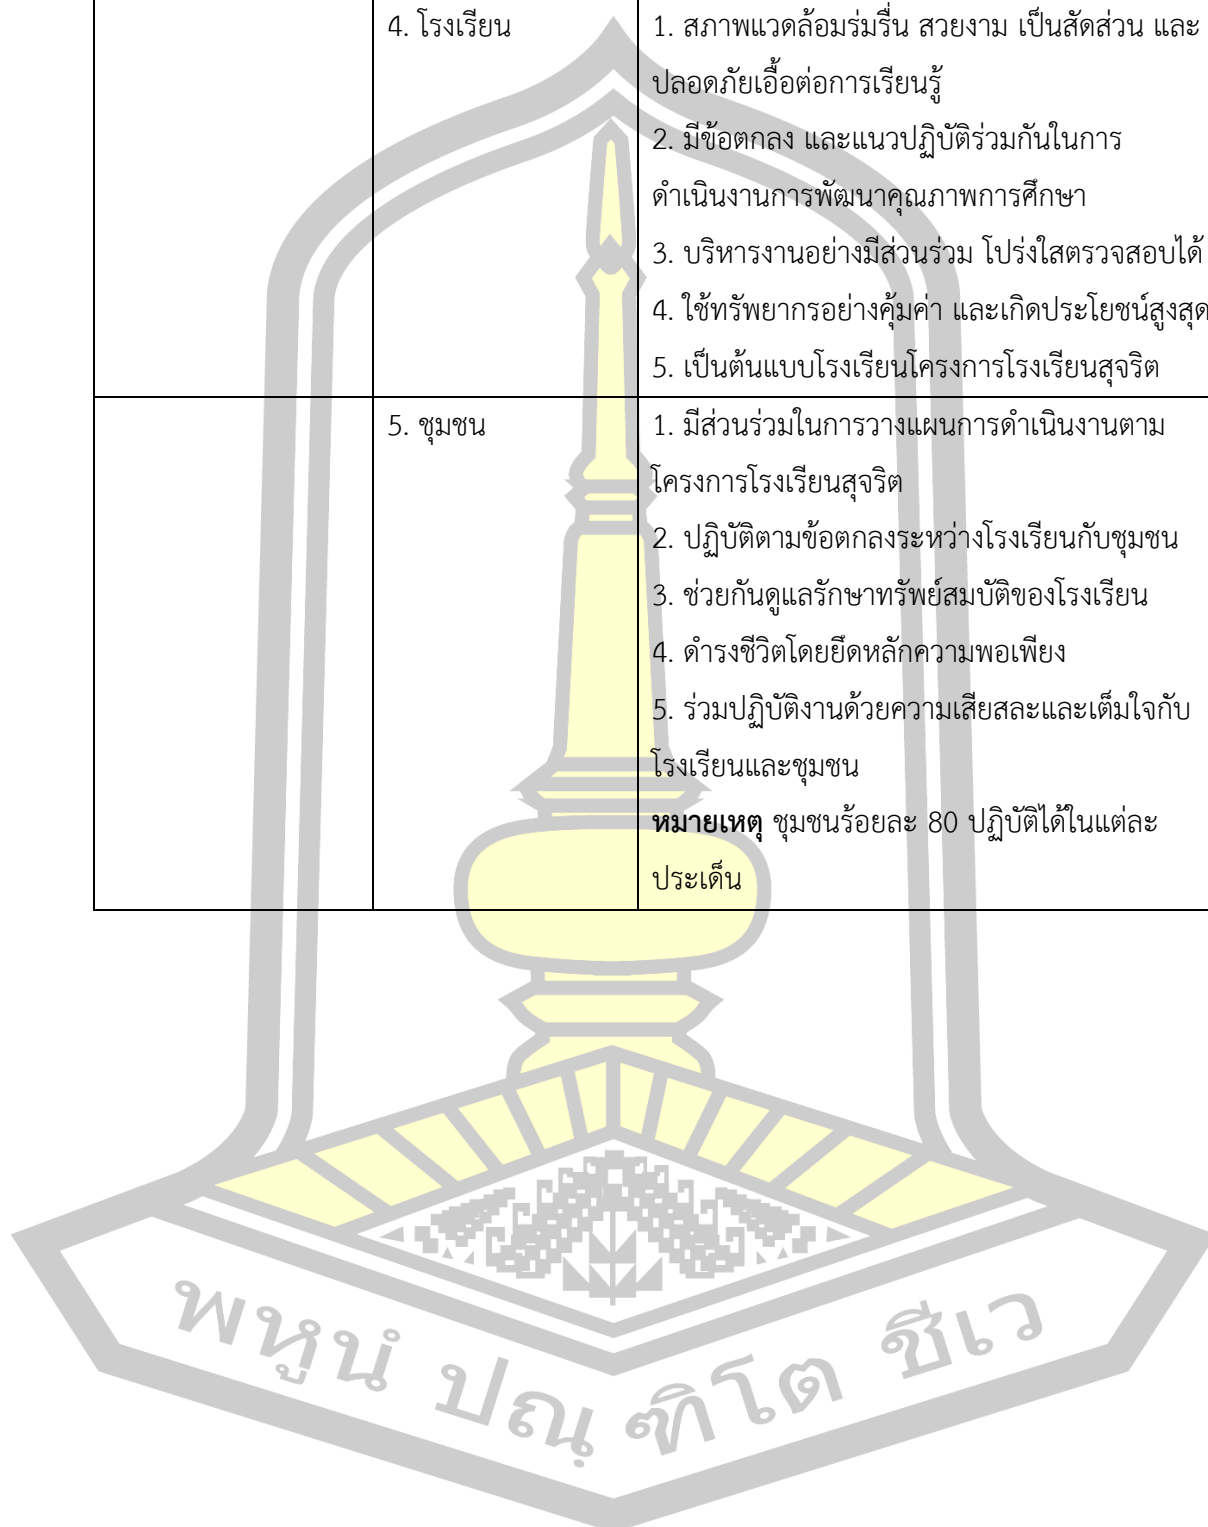 4. โรงเรียน
1. สภาพแวดล้อมร่มรื่น สวยงาม เป็นสัดส่วน และ
ปลอดภัยเอื้อต่อการเรียนรู้
2. มีข้อตกลง และแนวปฏิบัติร่วมกันในการ
ดำเนินงานการพัฒนาคุณภาพการศึกษา
3. บริหารงานอย่างมีส่วนร่วม โปร่งใสตรวจสอบได้
4. ใช้ทรัพยากรอย่างคุ้มค่า และเกิดประโยชน์สูงสุด
5. เป็นต้นแบบโรงเรียนโครงการโรงเรียนสุจริต
5. ชุมชน
1. มีส่วนร่วมในการวางแผนการดำเนินงานตาม
โครงการโรงเรียนสุจริต
2. ปฏิบัติตามข้อตกลงระหว่างโรงเรียนกับชุมชน
3. ช่วยกันดูแลรักษาทรัพย์สมบัติของโรงเรียน
4. ดำรงชีวิตโดยยึดหลักความพอเพียง
5. ร่วมปฏิบัติงานด้วยความเสียสละและเต็มใจกับ
โรงเรียนและชุมชน
หมายเหตุ ชุมชนร้อยละ 80 ปฏิบัติได้ในแต่ละ
ประเด็น
พหูนํ ปณฺฑิโต ชีเว